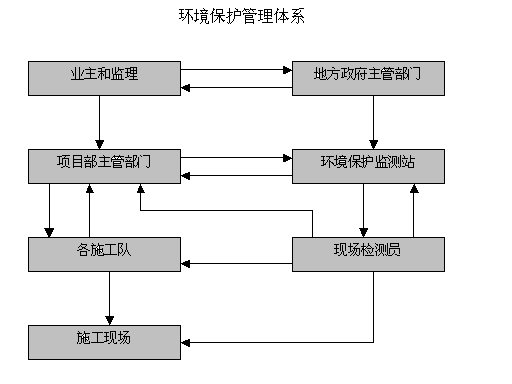 环境保护管理体系
业主和监理
地方政府主管部门
项目部主管部门
环境保护监测站
各施工队
现场检测员
施工现场